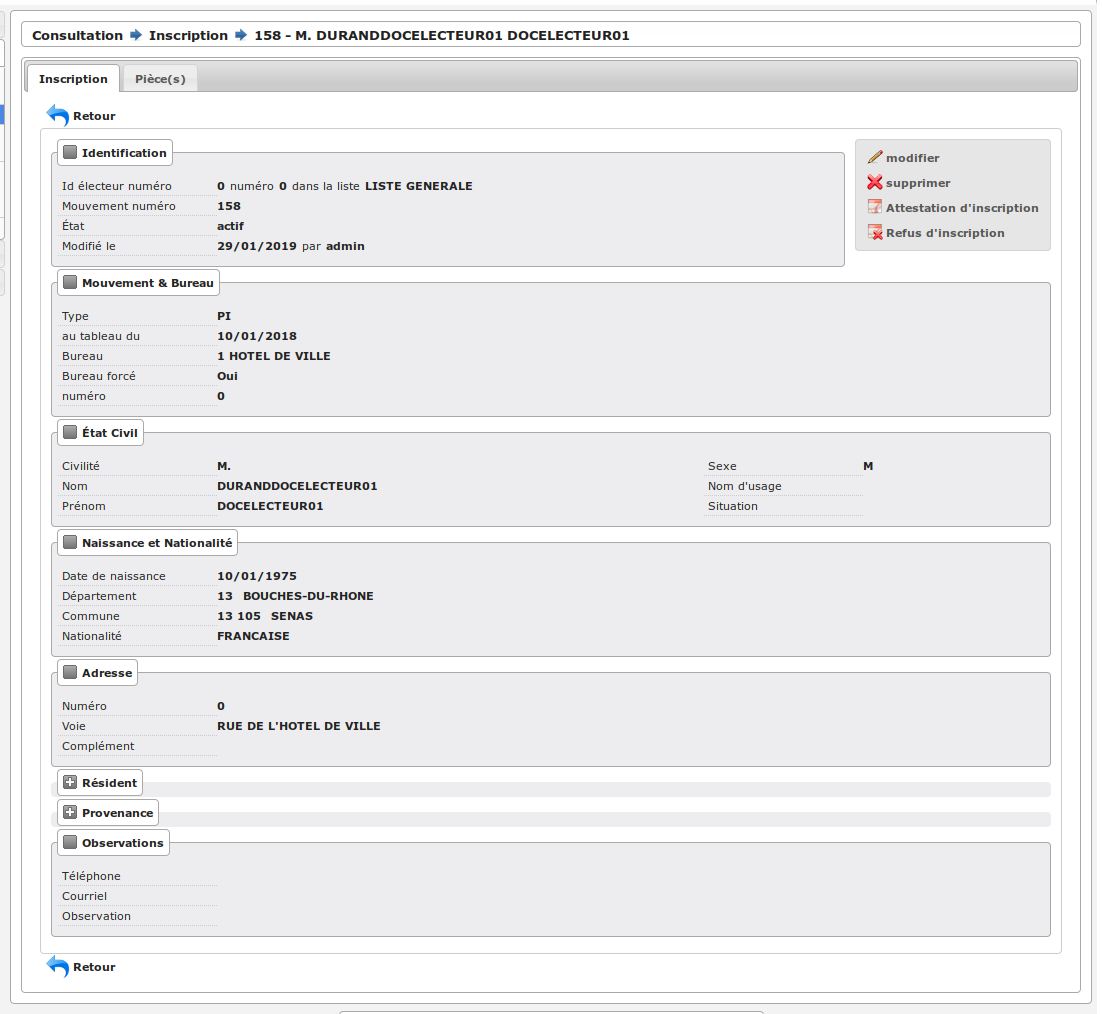 Consultation Inscription 158 - M. DURANDDOCELECTEUR01 DOCELECTEUR01
Inscription Pièce(s)
Retour
Identification
Id électeur numéro 0 numéro 0 dans la liste LISTE GENERALE
Mouvement numéro 158
État actif
Modifié le 29/01/2019 par admin
modifier
supprimer
Attestation d'inscription
Refus d'inscription
Mouvement & Bureau
Type PI
au tableau du 10/01/2018
Bureau 1 HOTEL DE VILLE
Bureau forcé Oui
numéro 0
État Civil
Civilité M. Sexe M
Nom DURANDDOCELECTEUR01 Nom d'usage
Prénom DOCELECTEUR01 Situation
Naissance et Nationalité
Date de naissance 10/01/1975
Département 13 BOUCHES-DU-RHONE
Commune 13 105 SENAS
Nationalité FRANCAISE
Adresse
Numéro 0
Voie RUE DE L'HOTEL DE VILLE
Complément
Résident
Provenance
Observations
Téléphone
Courriel
Observation
Retour